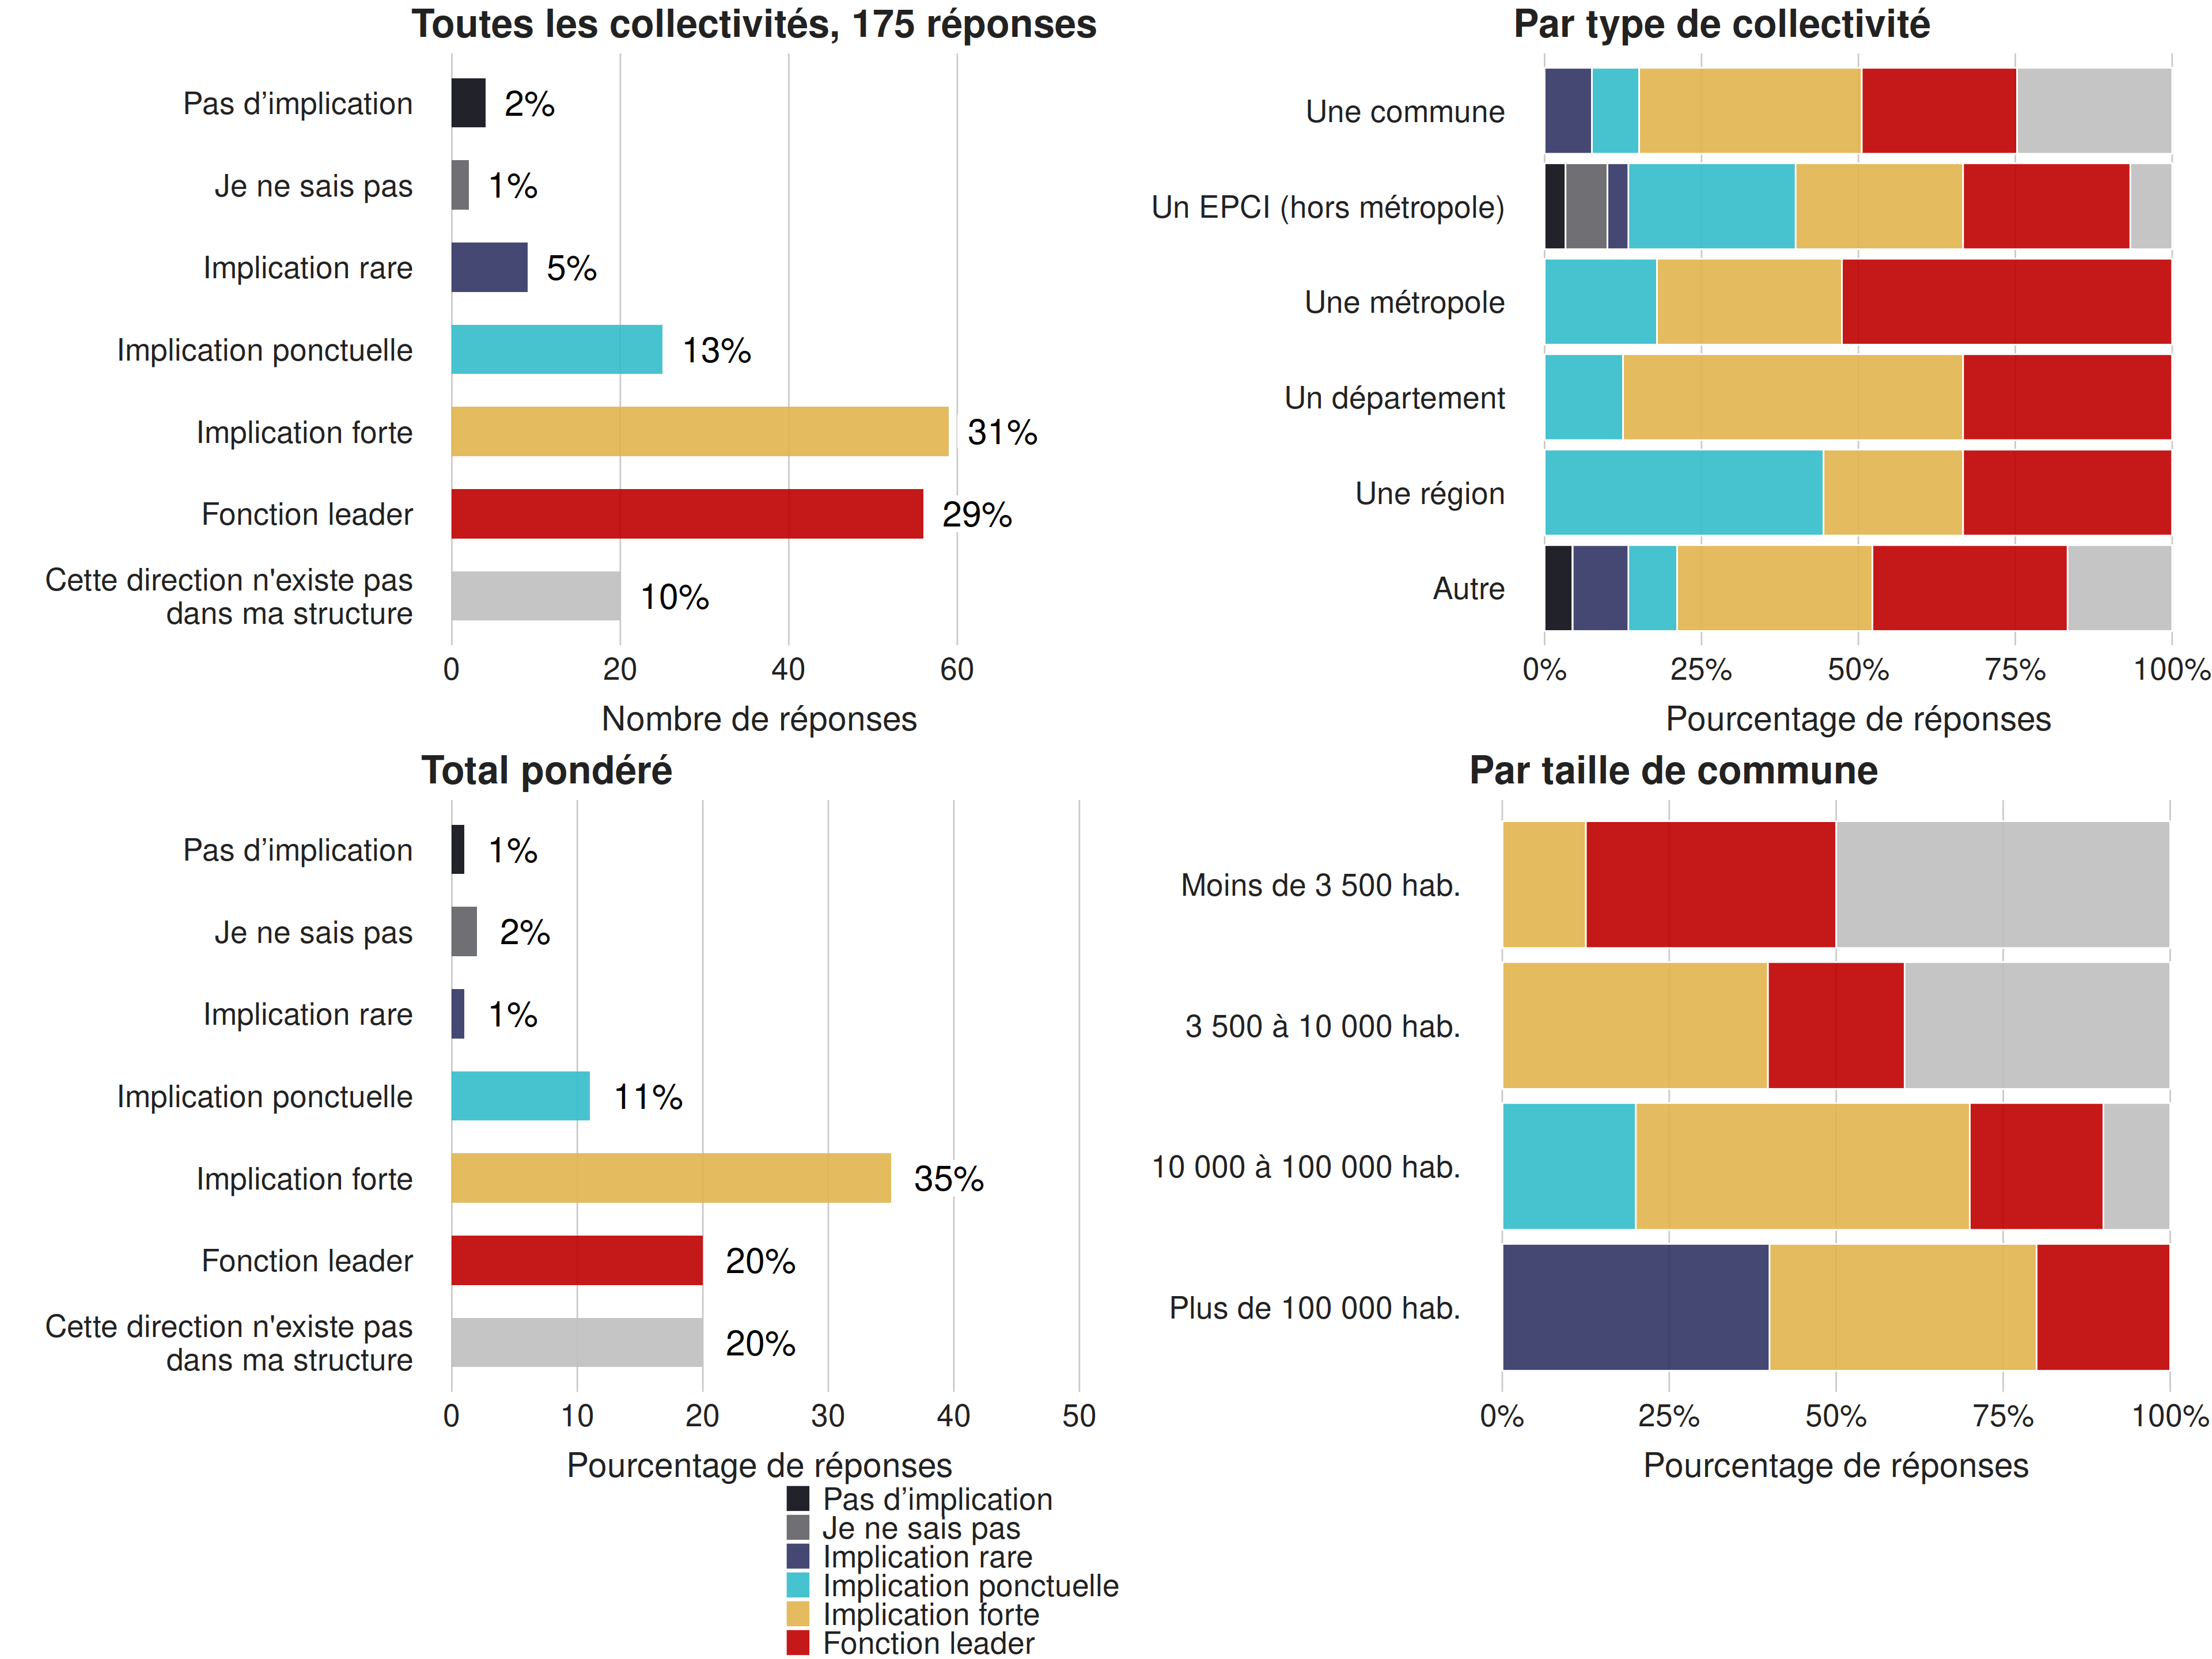 Toutes les collectivités, 175 réponses
Pas d’implication
2%
Je ne sais pas
1%
Implication rare
5%
Implication ponctuelle
13%
Implication forte
31%
Fonction leader
29%
Cette direction n'existe pas
dans ma structure
10%
0 20 40 60
Nombre de réponses
Par type de collectivité
Une commune
Un EPCI (hors métropole)
Une métropole
Un département
Une région
Autre
0% 25% 50% 75% 100%
Pourcentage de réponses
Total pondéré
Pas d’implication
1%
Je ne sais pas
2%
Implication rare
1%
Implication ponctuelle
11%
Implication forte
35%
Fonction leader
20%
Cette direction n'existe pas
dans ma structure
20%
0 10 20 30 40 50
Pourcentage de réponses
Par taille de commune
Moins de 3 500 hab.
3 500 à 10 000 hab.
10 000 à 100 000 hab.
Plus de 100 000 hab.
0% 25% 50% 75% 100%
Pourcentage de réponses
Pas d’implication
Je ne sais pas
Implication rare
Implication ponctuelle
Implication forte
Fonction leader